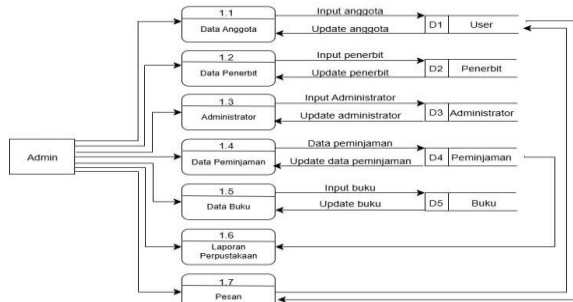 Admin
1.1
Data Anggota
Input anggota
Update anggota
D1 User
1.2
Data Penerbit
Input penerbit
Update penerbit
D2 Penerbit
1.3
Administrator
Input Administrator
Update administrator
D3 Administrator
1.4
Data Peminjaman
Data peminjaman
Update data peminjaman
D4 Peminjaman
1.5
Data Buku
Input buku
Update buku
D5 Buku
1.6
Laporan
Perpustakaan
1.7
Pesan